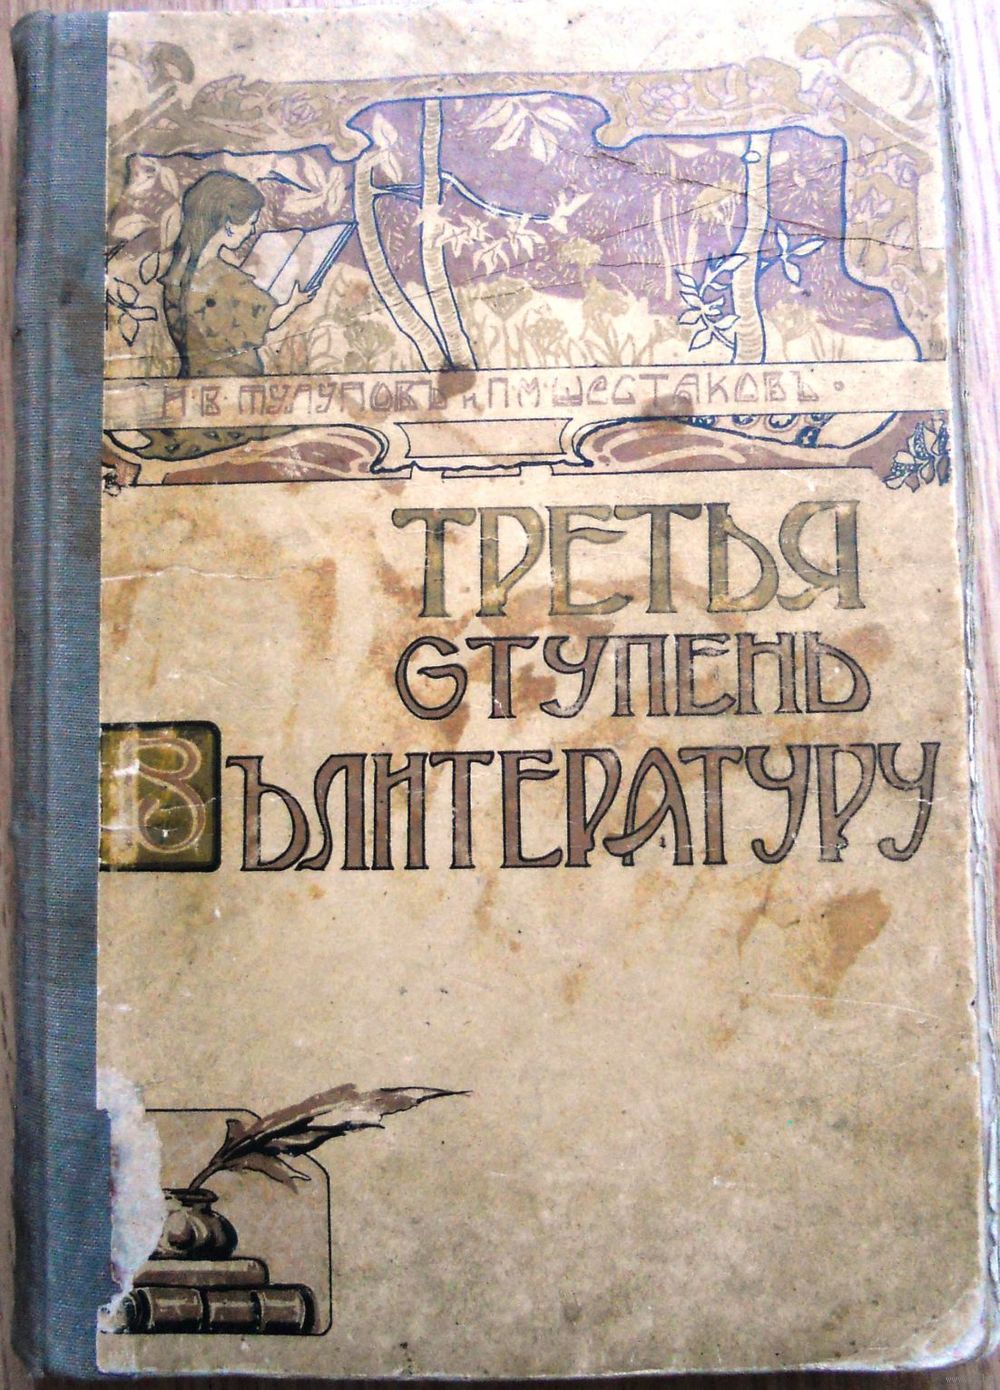 Н·В·ТУЛУПОВЪ и П·М·ШЕСТАКОВЪ·
ТРЕТЬЯ
СТУПЕНЬ
ВЪ ЛИТЕРАТУРУ